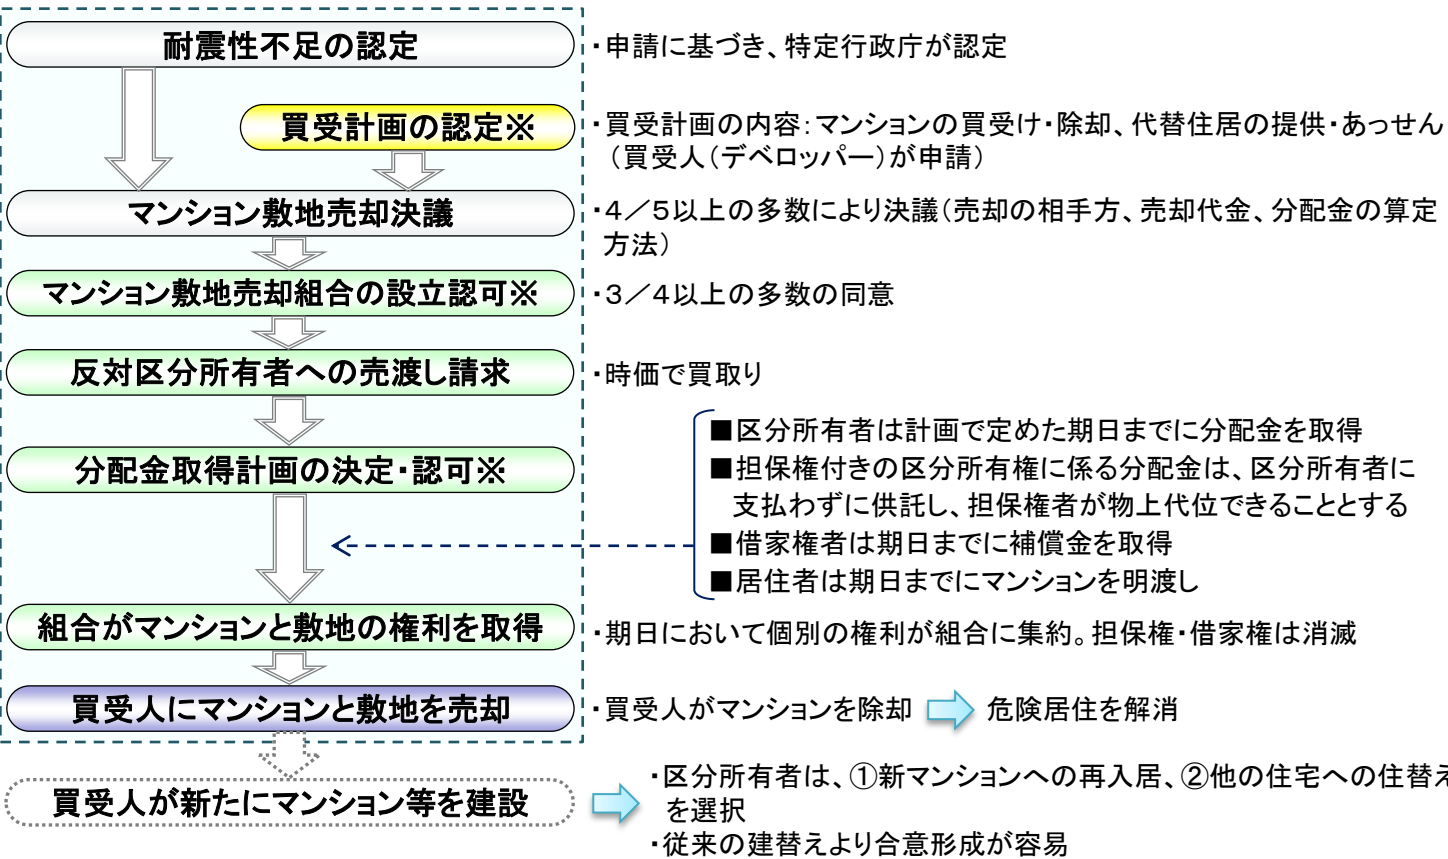 耐震性不足の認定
・申請に基づき、特定行政庁が認定
買受計画の認定※
・買受計画の内容：マンションの買受け・除却、代替住居の提供・あっせん
（買受人（デベロッパー）が申請）
マンション敷地売却決議
・４／５以上の多数により決議（売却の相手方、売却代金、分配金の算定
方法）
マンション敷地売却組合の設立認可※
・３／４以上の多数の同意
反対区分所有者への売渡し請求
・時価で買取り
分配金取得計画の決定・認可※
■区分所有者は計画で定めた期日までに分配金を取得
■担保権付きの区分所有権に係る分配金は、区分所有者に
支払わずに供託し、担保権者が物上代位できることとする
■借家権者は期日までに補償金を取得
■居住者は期日までにマンションを明渡し
組合がマンションと敷地の権利を取得
・期日において個別の権利が組合に集約。担保権・借家権は消滅
買受人にマンションと敷地を売却
・買受人がマンションを除却 危険居住を解消
買受人が新たにマンション等を建設
・区分所有者は、①新マンションへの再入居、②他の住宅への住替え
を選択
・従来の建替えより合意形成が容易